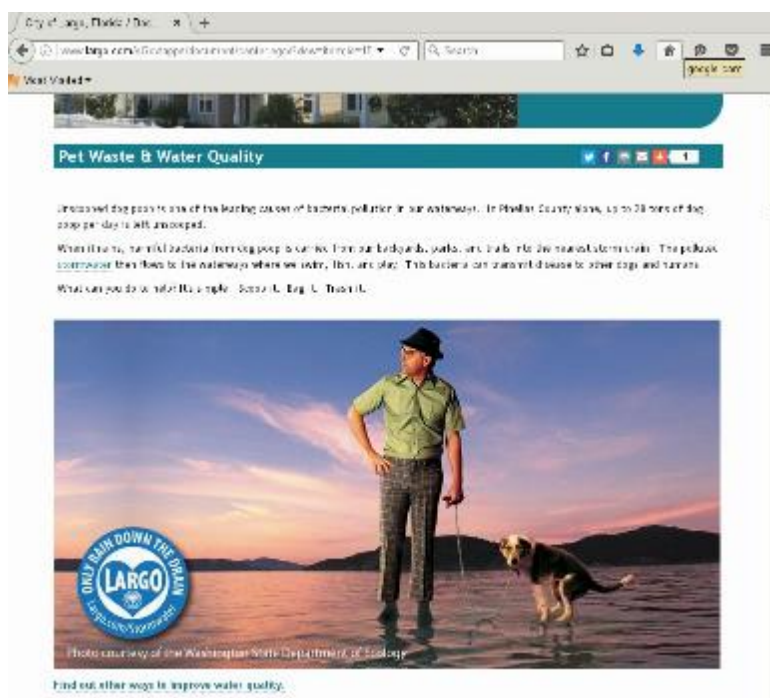 City of Largo, Florida / Doc...
www.largo.com
Search
Most Visited
google.com
Pet Waste & Water Quality
1
Unscooped dog poop is one of the leading causes of bacterial pollution in our waterways. In Pinellas County alone, up to 28 tons of dog
poop per day is left unscooped.
When it rains, harmful bacteria from dog poop is carried from our backyards, parks, and trails into the nearest storm drain. The polluted
stormwater then flows to the waterways where we swim, fish, and play. This bacteria can transmit disease to other dogs and humans.
What can you do to help? It's simple. Scoop it. Bag it. Trash it.
ONLY RAIN DOWN THE DRAIN
LARGO
Largo.com/Stormwater
Photo courtesy of the Washington State Department of Ecology
Find out other ways to improve water quality.